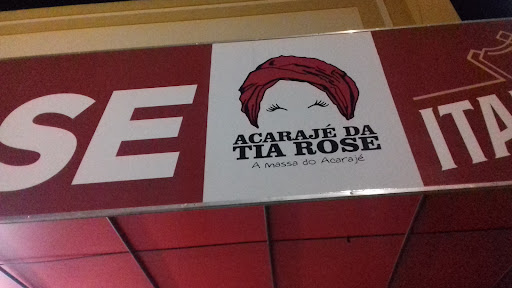 SE
ACARAJÉ DA
TIA ROSE
A massa do Acarajé
ITA